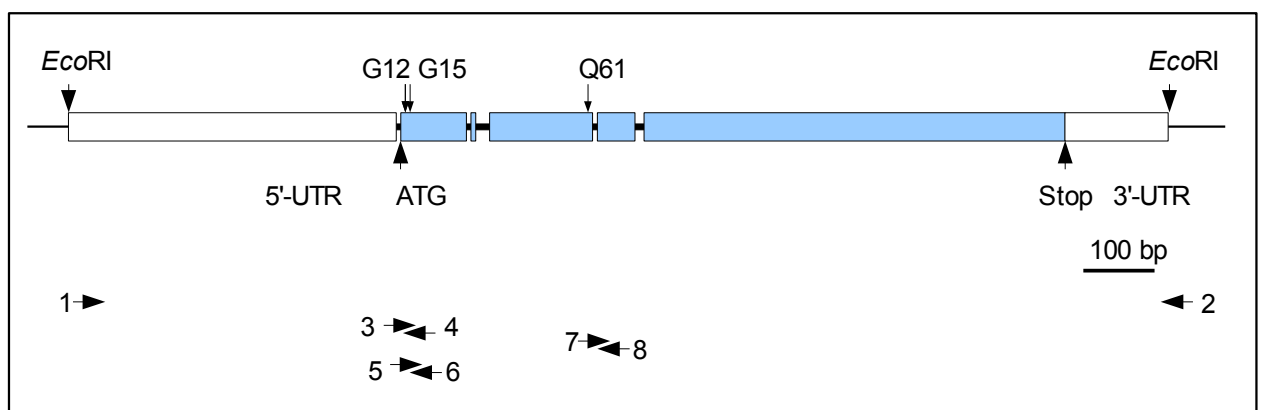 EcoRI G12 G15 Q61 EcoRI
5'-UTR ATG Stop 3'-UTR
100 bp
1 2
3 4
7 8
5 6